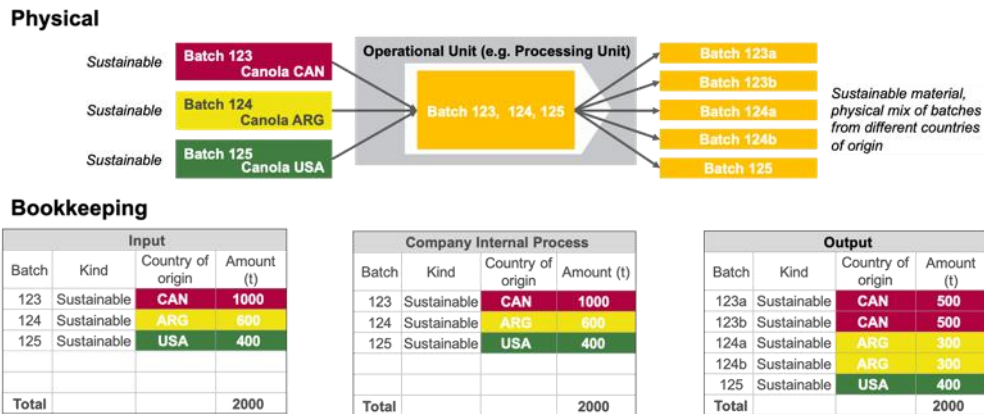 Physical
Sustainable
Batch 123
Canola CAN
Sustainable
Batch 124
Canola ARG
Sustainable
Batch 125
Canola USA
Operational Unit (e.g. Processing Unit)
Batch 123, 124, 125
Batch 123a
Batch 123b
Batch 124a
Batch 124b
Batch 125
Sustainable material,
physical mix of batches
from different countries
of origin
Bookkeeping
Input
Batch Kind Country of origin Amount (t)
123 Sustainable CAN 1000
124 Sustainable ARG 600
125 Sustainable USA 400
Total 2000
Company Internal Process
Batch Kind Country of origin Amount (t)
123 Sustainable CAN 1000
124 Sustainable ARG 600
125 Sustainable USA 400
Total 2000
Output
Batch Kind Country of origin Amount (t)
123a Sustainable CAN 500
123b Sustainable CAN 500
124a Sustainable ARG 300
124b Sustainable ARG 300
125 Sustainable USA 400
Total 2000